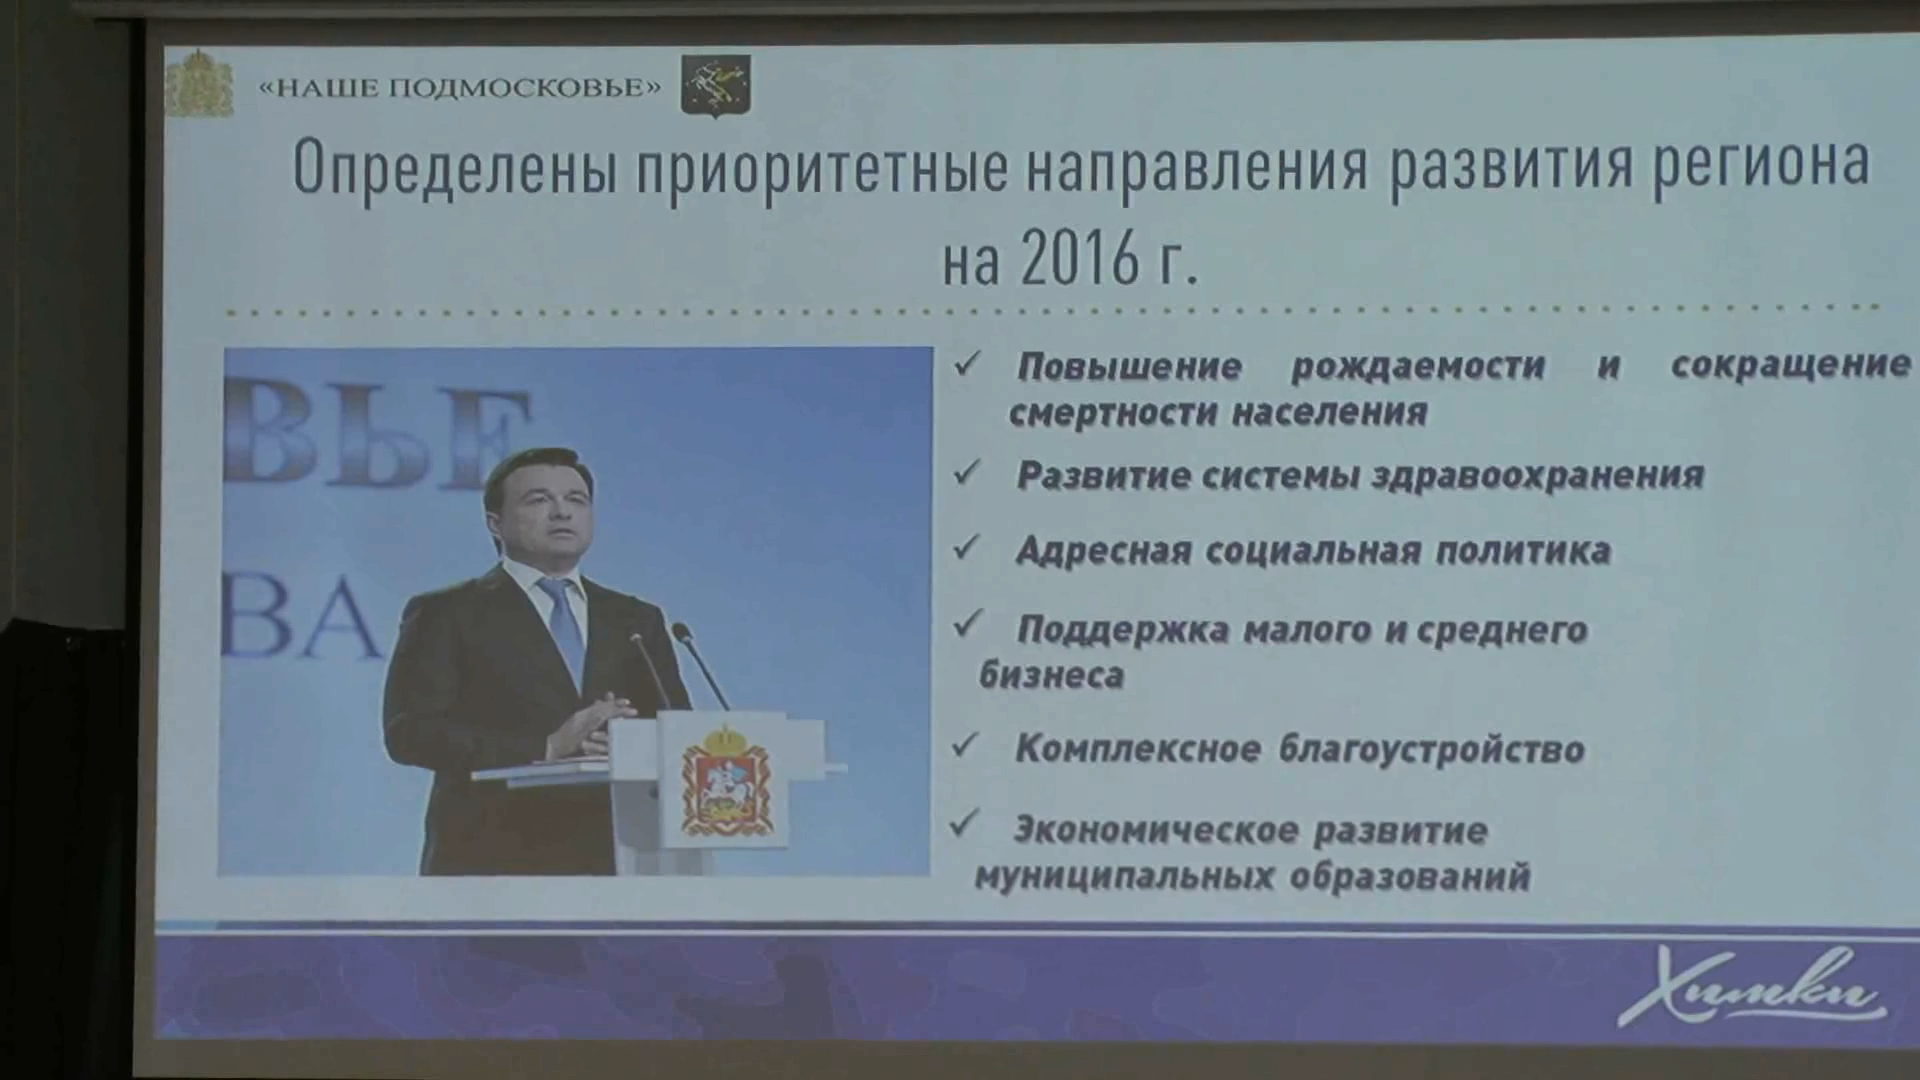 «НАШЕ ПОДМОСКОВЬЕ»
Определены приоритетные направления развития региона
на 2016 г.
ВЬЕ
ВА
Повышение рождаемости и сокращение
смертности населения
Развитие системы здравоохранения
Адресная социальная политика
Поддержка малого и среднего
бизнеса
Комплексное благоустройство
Экономическое развитие
муниципальных образований
Химки